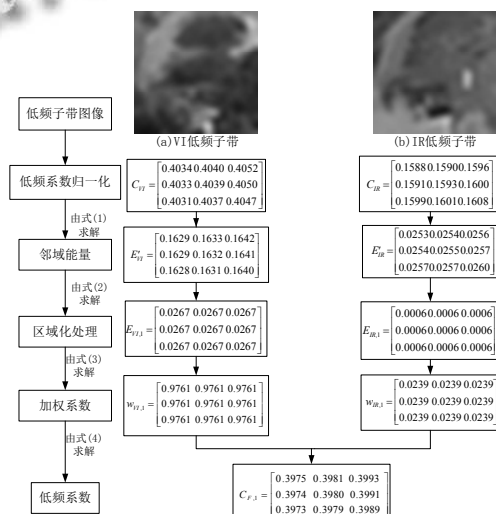 (a)VI低频子带
(b)IR低频子带
低频子带图像
低频系数归一化
由式(1)
求解
邻域能量
由式(2)
求解
区域化处理
由式(3)
求解
加权系数
由式(4)
求解
低频系数
C_VI = [0.4034 0.4040 0.4052
0.4033 0.4039 0.4050
0.4031 0.4037 0.4047]
C_IR = [0.1588 0.1590 0.1596
0.1591 0.1593 0.1600
0.1599 0.1601 0.1608]
E'_VI = [0.1629 0.1633 0.1642
0.1629 0.1632 0.1641
0.1628 0.1631 0.1640]
E'_IR = [0.0253 0.0254 0.0256
0.0254 0.0255 0.0257
0.0257 0.0257 0.0260]
E_VI,1 = [0.0267 0.0267 0.0267
0.0267 0.0267 0.0267
0.0267 0.0267 0.0267]
E_IR,1 = [0.0006 0.0006 0.0006
0.0006 0.0006 0.0006
0.0006 0.0006 0.0006]
w_VI,1 = [0.9761 0.9761 0.9761
0.9761 0.9761 0.9761
0.9761 0.9761 0.9761]
w_IR,1 = [0.0239 0.0239 0.0239
0.0239 0.0239 0.0239
0.0239 0.0239 0.0239]
C_F,1 = [0.3975 0.3981 0.3993
0.3974 0.3980 0.3991
0.3973 0.3979 0.3989]